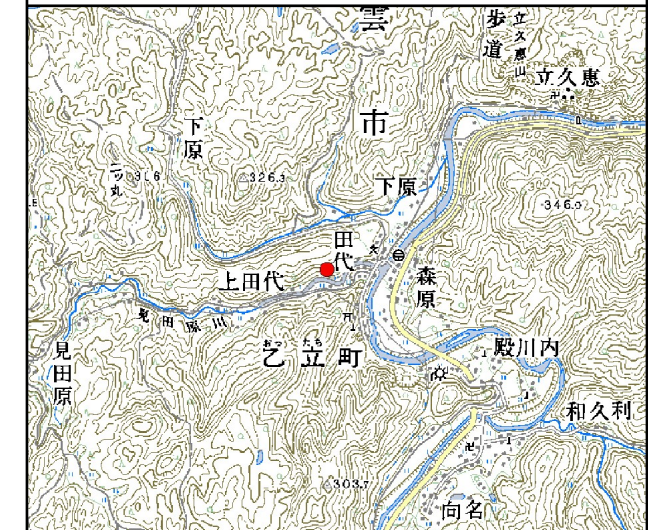 雲
市
歩道
立久恵山
立久恵
下原
二ッ丸
316
326.3
下原
346.0
田代
上田代
森原
見田原川
見田原
おっ たち
乙立町
殿川内
和久利
303.7
向名